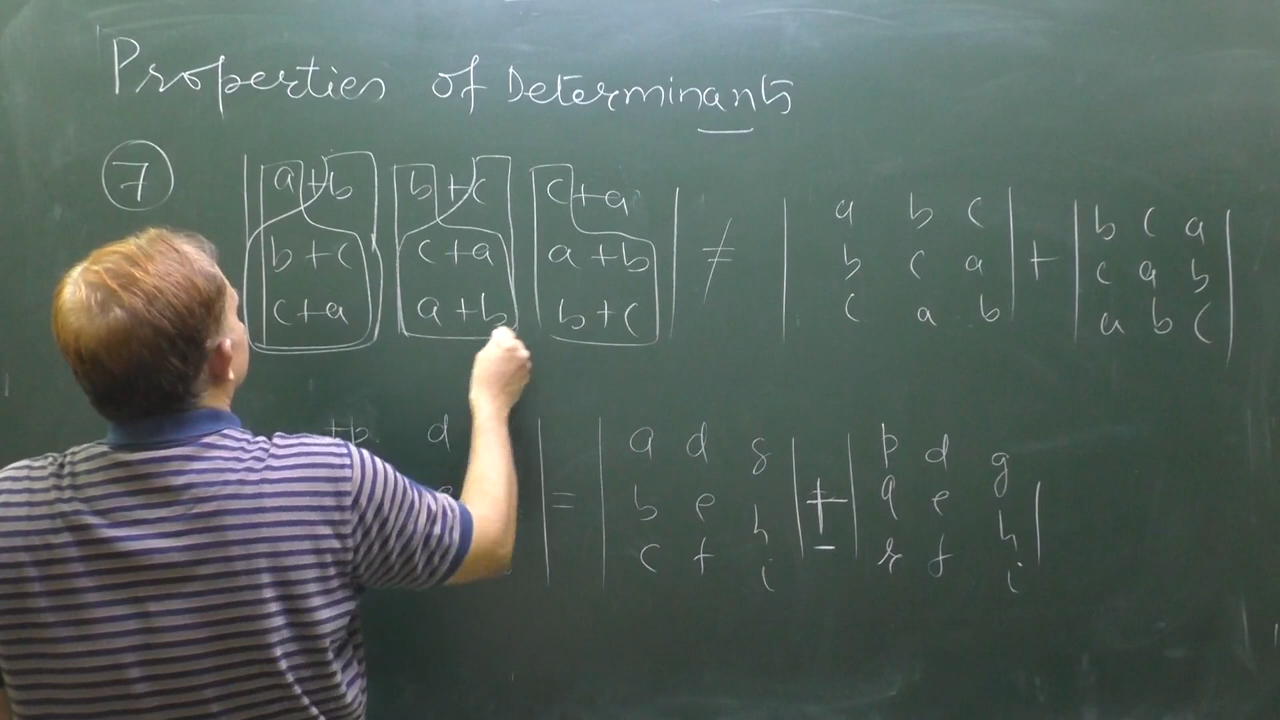 Properties of Determinants
7
| a+b b+c c+a | ≠ | a b c | + | b c a |
| b+c c+a a+b | | b c a | | c a b |
| c+a a+b b+c | | c a b | | a b c |
+p d | = | a d g | ± | p d g |
e | | b e h | | q e h |
| | c f i | | r f i |